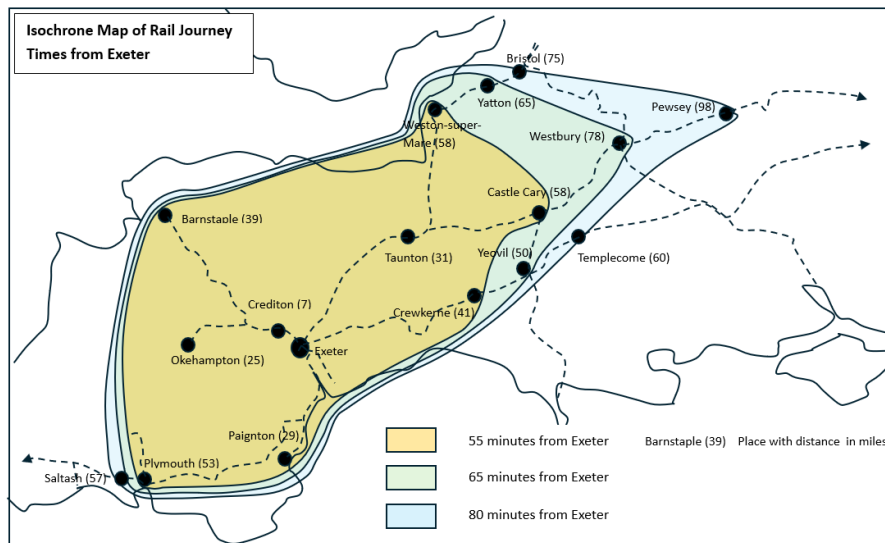 Isochrone Map of Rail Journey
Times from Exeter
Bristol (75)
Yatton (65)
Pewsey (98)
Weston-super-
Mare (58)
Westbury (78)
Castle Cary (58)
Barnstaple (39)
Taunton (31)
Yeovil (50)
Templecome (60)
Crediton (7)
Crewkerne (41)
Okehampton (25)
Exeter
Paignton (29)
Plymouth (53)
Saltash (57)
55 minutes from Exeter
Barnstaple (39) Place with distance in miles
65 minutes from Exeter
80 minutes from Exeter